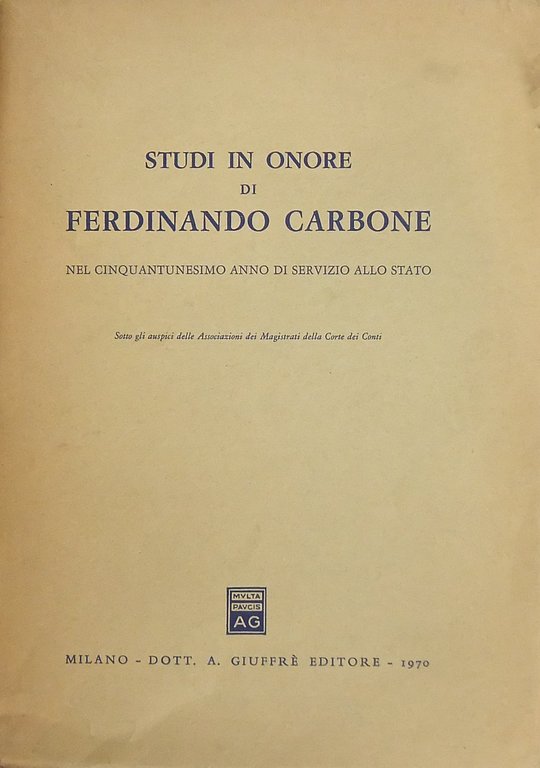 STUDI IN ONORE
DI
FERDINANDO CARBONE
NEL CINQUANTUNESIMO ANNO DI SERVIZIO ALLO STATO
Sotto gli auspici delle Associazioni dei Magistrati della Corte dei Conti
MVLTA
PAVCIS
AG
MILANO - DOTT. A. GIUFFRÈ EDITORE - 1970